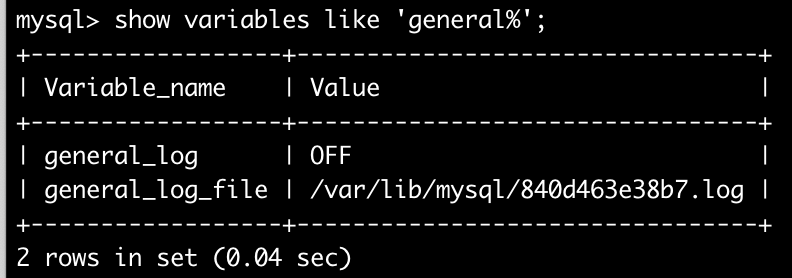 mysql> show variables like 'general%';
+------------------+----------------------------------+
| Variable_name    | Value                            |
+------------------+----------------------------------+
| general_log      | OFF                              |
| general_log_file | /var/lib/mysql/840d463e38b7.log |
+------------------+----------------------------------+
2 rows in set (0.04 sec)